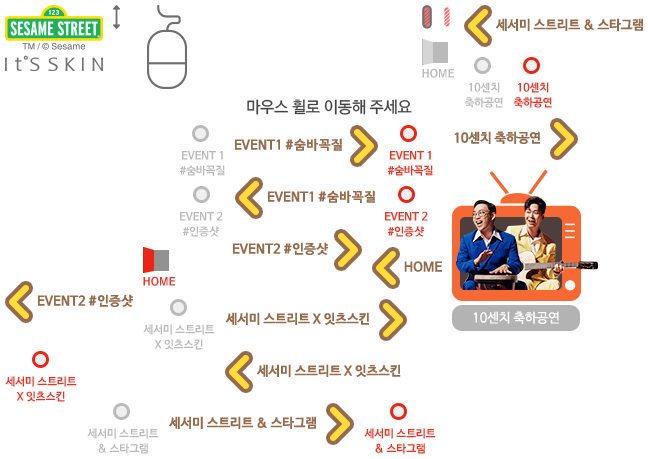 123
SESAME STREET
TM / © Sesame
It'S SKIN
세서미 스트리트 & 스타그램
HOME
10센치
축하공연
10센치
축하공연
마우스 휠로 이동해 주세요
10센치 축하공연
EVENT 1
#숨바꼭질
EVENT1 #숨바꼭질
EVENT 1
#숨바꼭질
EVENT1 #숨바꼭질
EVENT 2
#인증샷
EVENT 2
#인증샷
EVENT2 #인증샷
HOME
HOME
EVENT2 #인증샷
세서미 스트리트 X 잇츠스킨
10센치 축하공연
세서미 스트리트
X 잇츠스킨
세서미 스트리트 X 잇츠스킨
세서미 스트리트
X 잇츠스킨
세서미 스트리트 & 스타그램
세서미 스트리트
& 스타그램
세서미 스트리트
& 스타그램